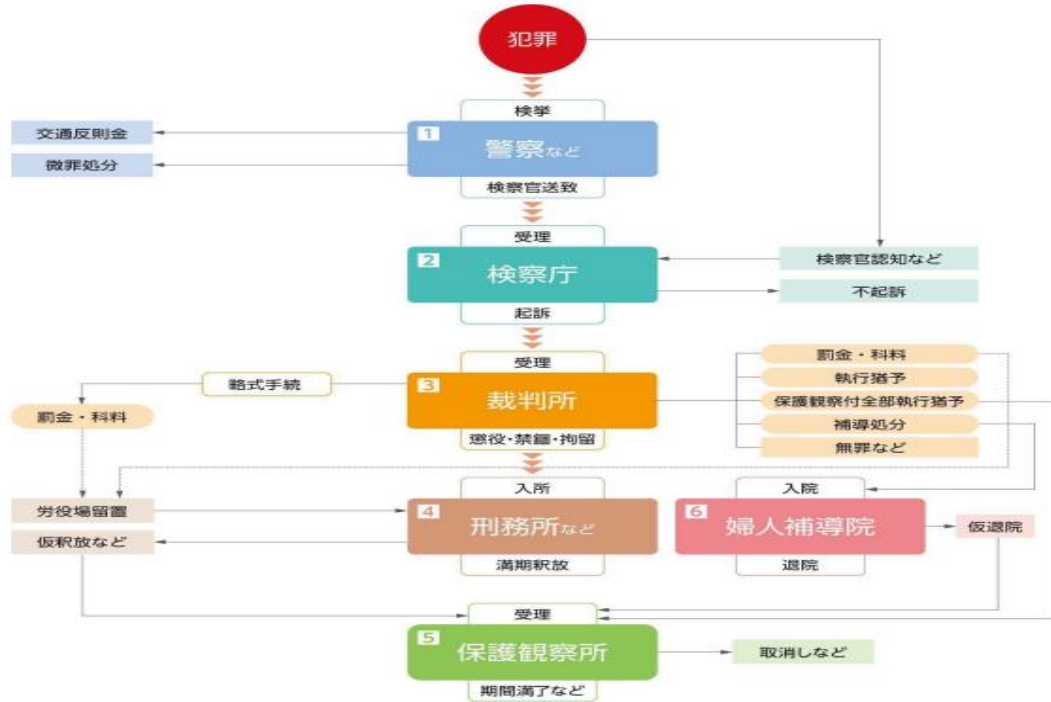 犯罪
検挙
1 警察など
交通反則金
微罪処分
検察官送致
受理
2 検察庁
検察官認知など
不起訴
起訴
受理
3 裁判所
略式手続
罰金・科料
罰金・科料
執行猶予
保護観察付全部執行猶予
補導処分
無罪など
懲役・禁錮・拘留
入所
4 刑務所など
労役場留置
仮釈放など
満期釈放
入院
6 婦人補導院
仮退院
退院
受理
5 保護観察所
取消しなど
期間満了など